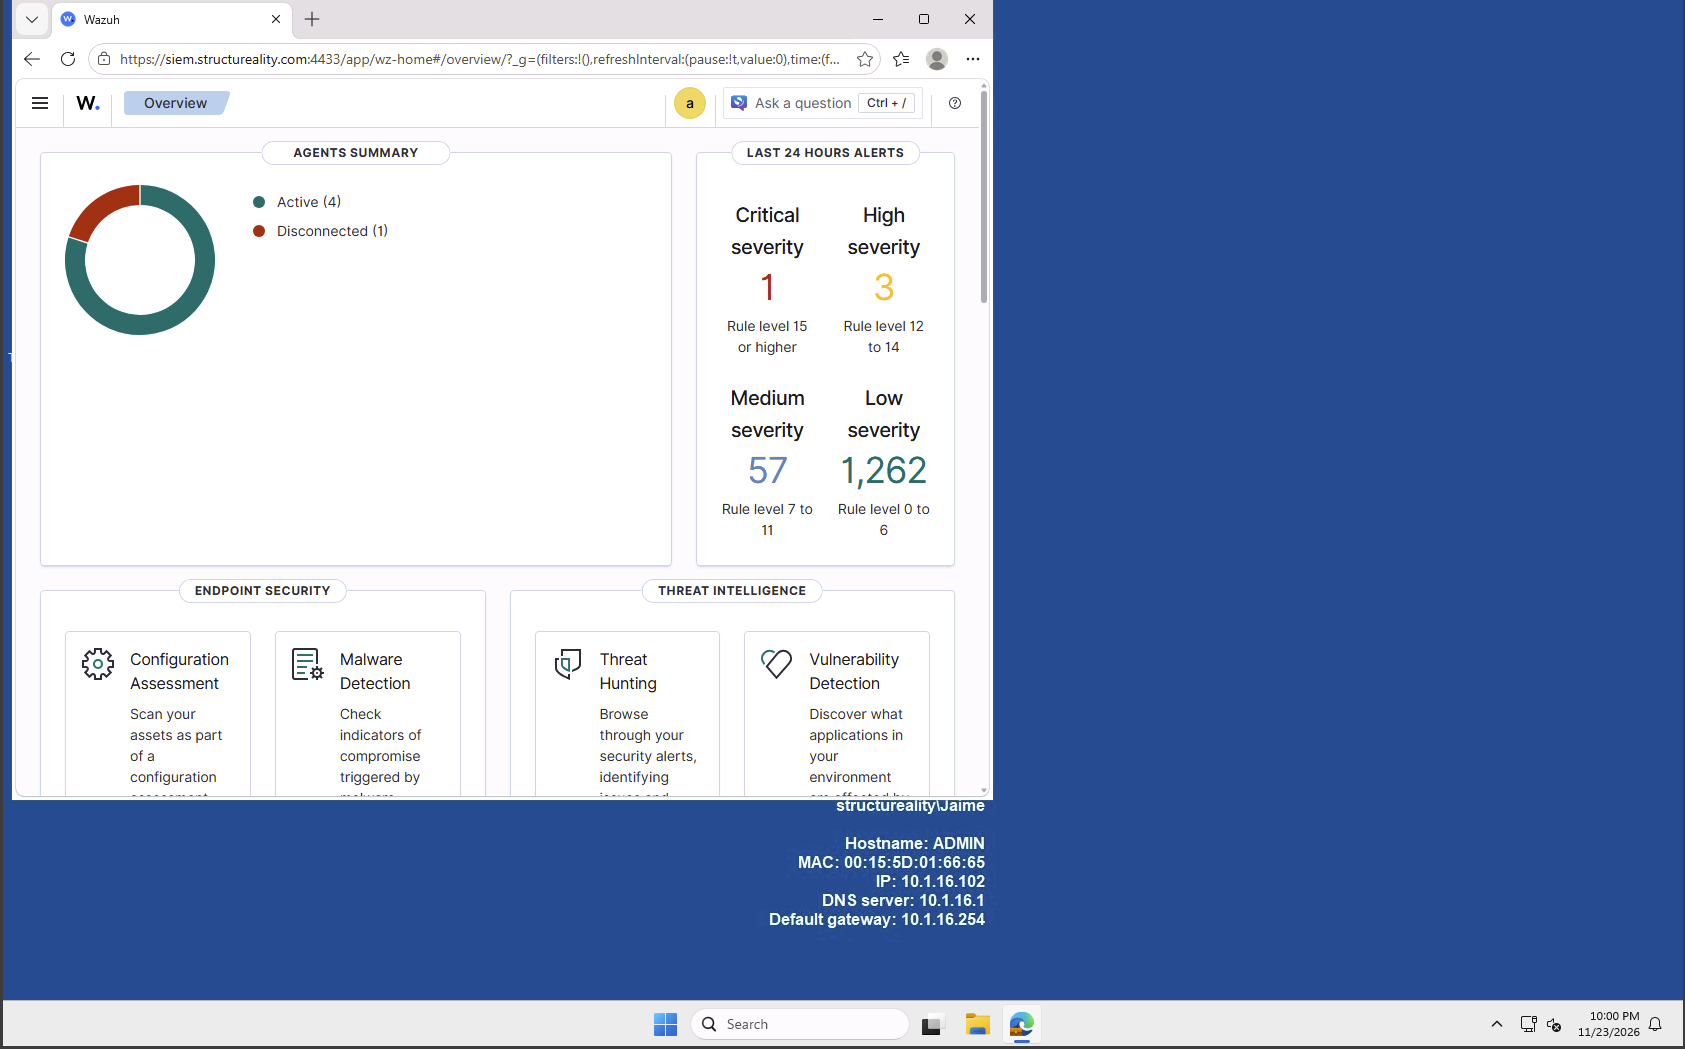 Wazuh
https://siem.structureality.com:4433/app/wz-home#/overview/?_g=(filters:!(),refreshInterval:(pause:!t,value:0),time:(f...
W.
Overview
a
Ask a question
Ctrl + /
AGENTS SUMMARY
Active (4)
Disconnected (1)
LAST 24 HOURS ALERTS
Critical
severity
1
Rule level 15
or higher
High
severity
3
Rule level 12
to 14
Medium
severity
57
Rule level 7 to
11
Low
severity
1,262
Rule level 0 to
6
ENDPOINT SECURITY
Configuration
Assessment
Scan your
assets as part
of a
configuration
Malware
Detection
Check
indicators of
compromise
triggered by
THREAT INTELLIGENCE
Threat
Hunting
Browse
through your
security alerts,
identifying
Vulnerability
Detection
Discover what
applications in
your
environment
structureality\Jaime
Hostname: ADMIN
MAC: 00:15:5D:01:66:65
IP: 10.1.16.102
DNS server: 10.1.16.1
Default gateway: 10.1.16.254
Search
10:00 PM
11/23/2026